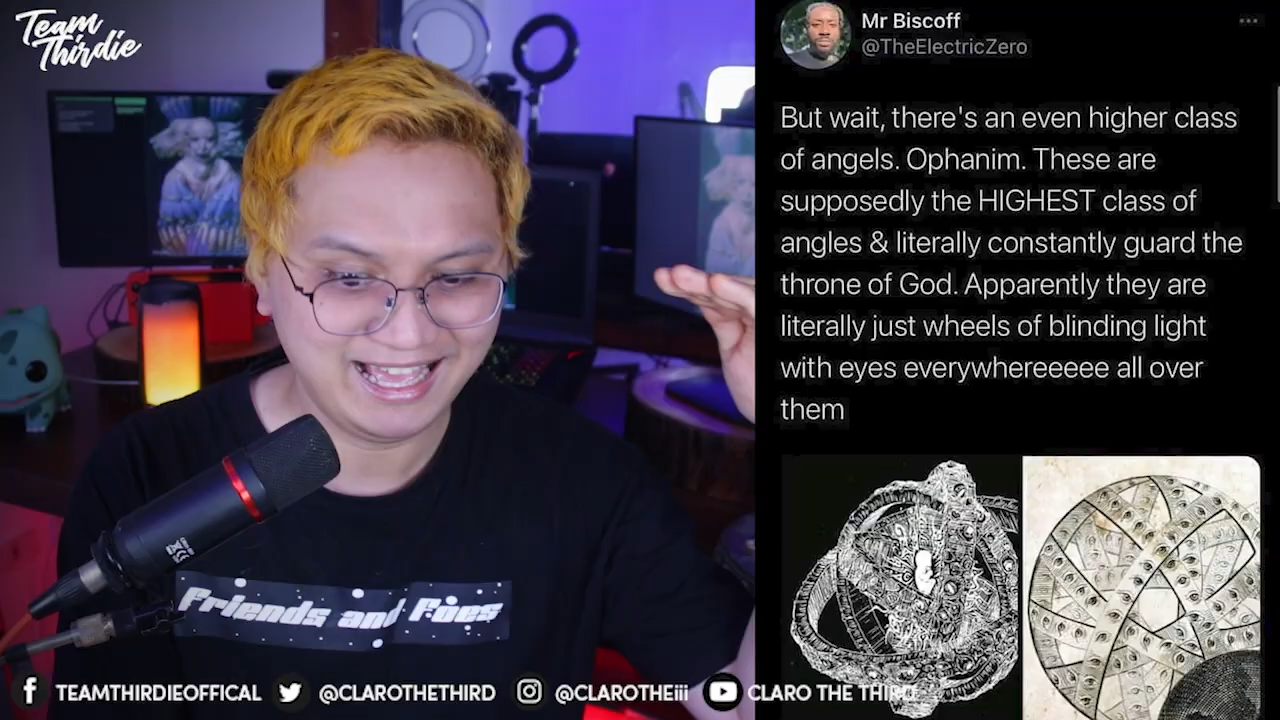 Team
Thirdie
Mr Biscoff
@TheElectricZero
But wait, there's an even higher class
of angels. Ophanim. These are
supposedly the HIGHEST class of
angles & literally constantly guard the
throne of God. Apparently they are
literally just wheels of blinding light
with eyes everywhereeeee all over
them
Friends and Foes
TEAMTHIRDIEOFFICAL
@CLAROTHETHIRD
@CLAROTHEiii
CLARO THE THIRD